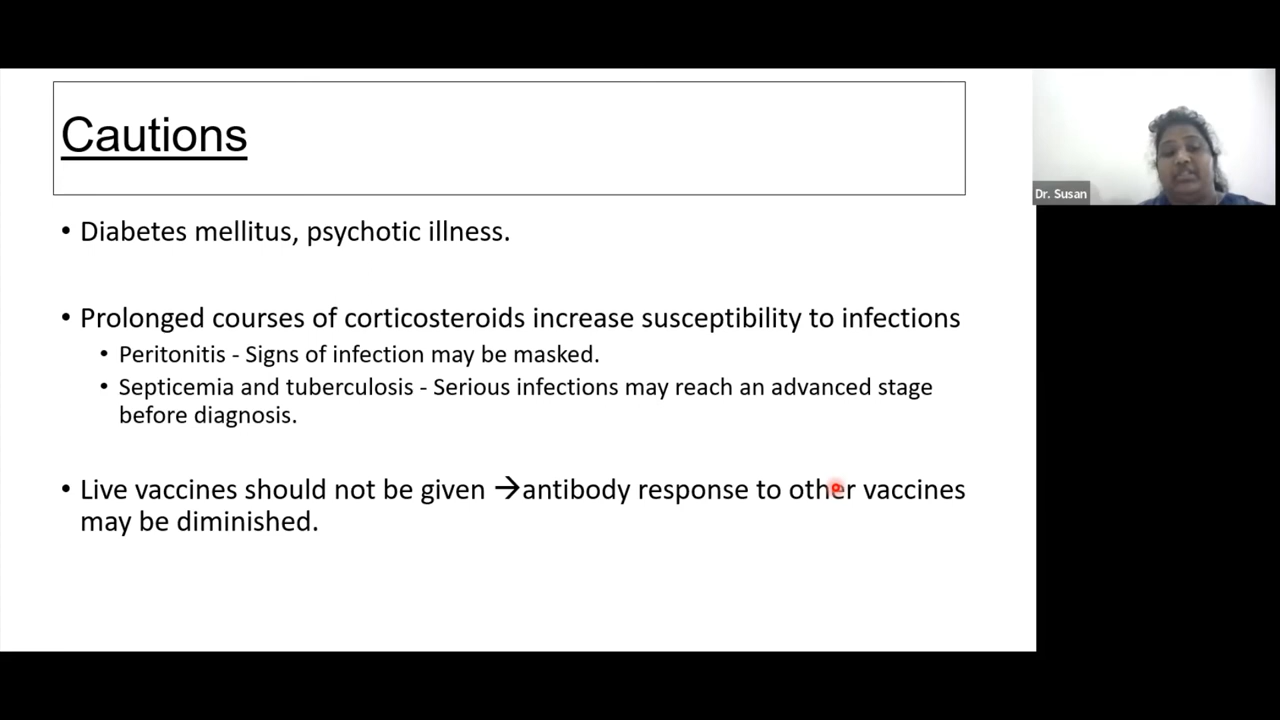 Cautions
• Diabetes mellitus, psychotic illness.
• Prolonged courses of corticosteroids increase susceptibility to infections
• Peritonitis - Signs of infection may be masked.
• Septicemia and tuberculosis - Serious infections may reach an advanced stage
before diagnosis.
• Live vaccines should not be given →antibody response to other vaccines
may be diminished.
Dr. Susan